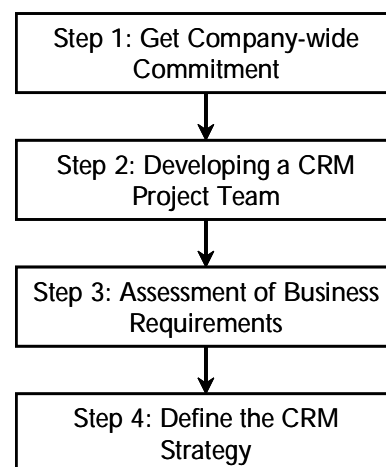 Step 1: Get Company-wide
Commitment
Step 2: Developing a CRM
Project Team
Step 3: Assessment of Business
Requirements
Step 4: Define the CRM
Strategy